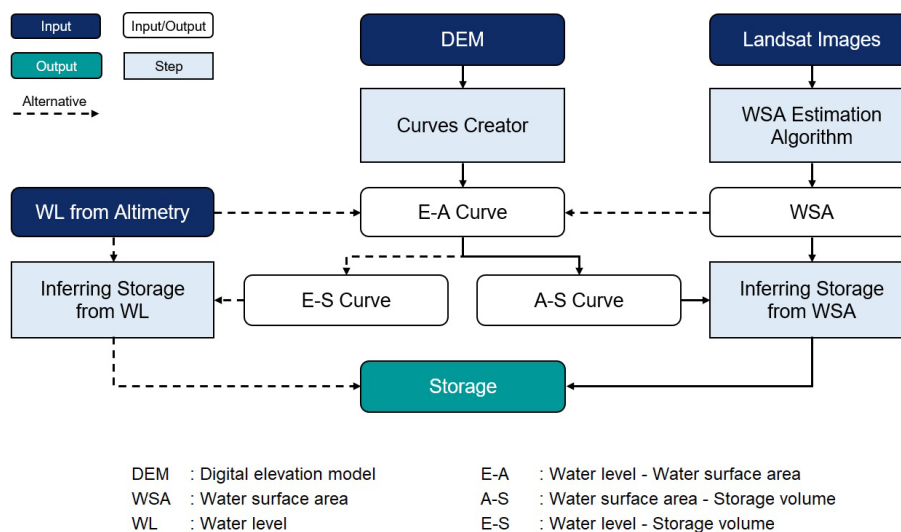 Input
Input/Output
Output
Step
Alternative
DEM
Landsat Images
Curves Creator
WSA Estimation
Algorithm
WL from Altimetry
E-A Curve
WSA
Inferring Storage
from WL
E-S Curve
A-S Curve
Inferring Storage
from WSA
Storage
DEM : Digital elevation model
WSA : Water surface area
WL : Water level
E-A : Water level - Water surface area
A-S : Water surface area - Storage volume
E-S : Water level - Storage volume